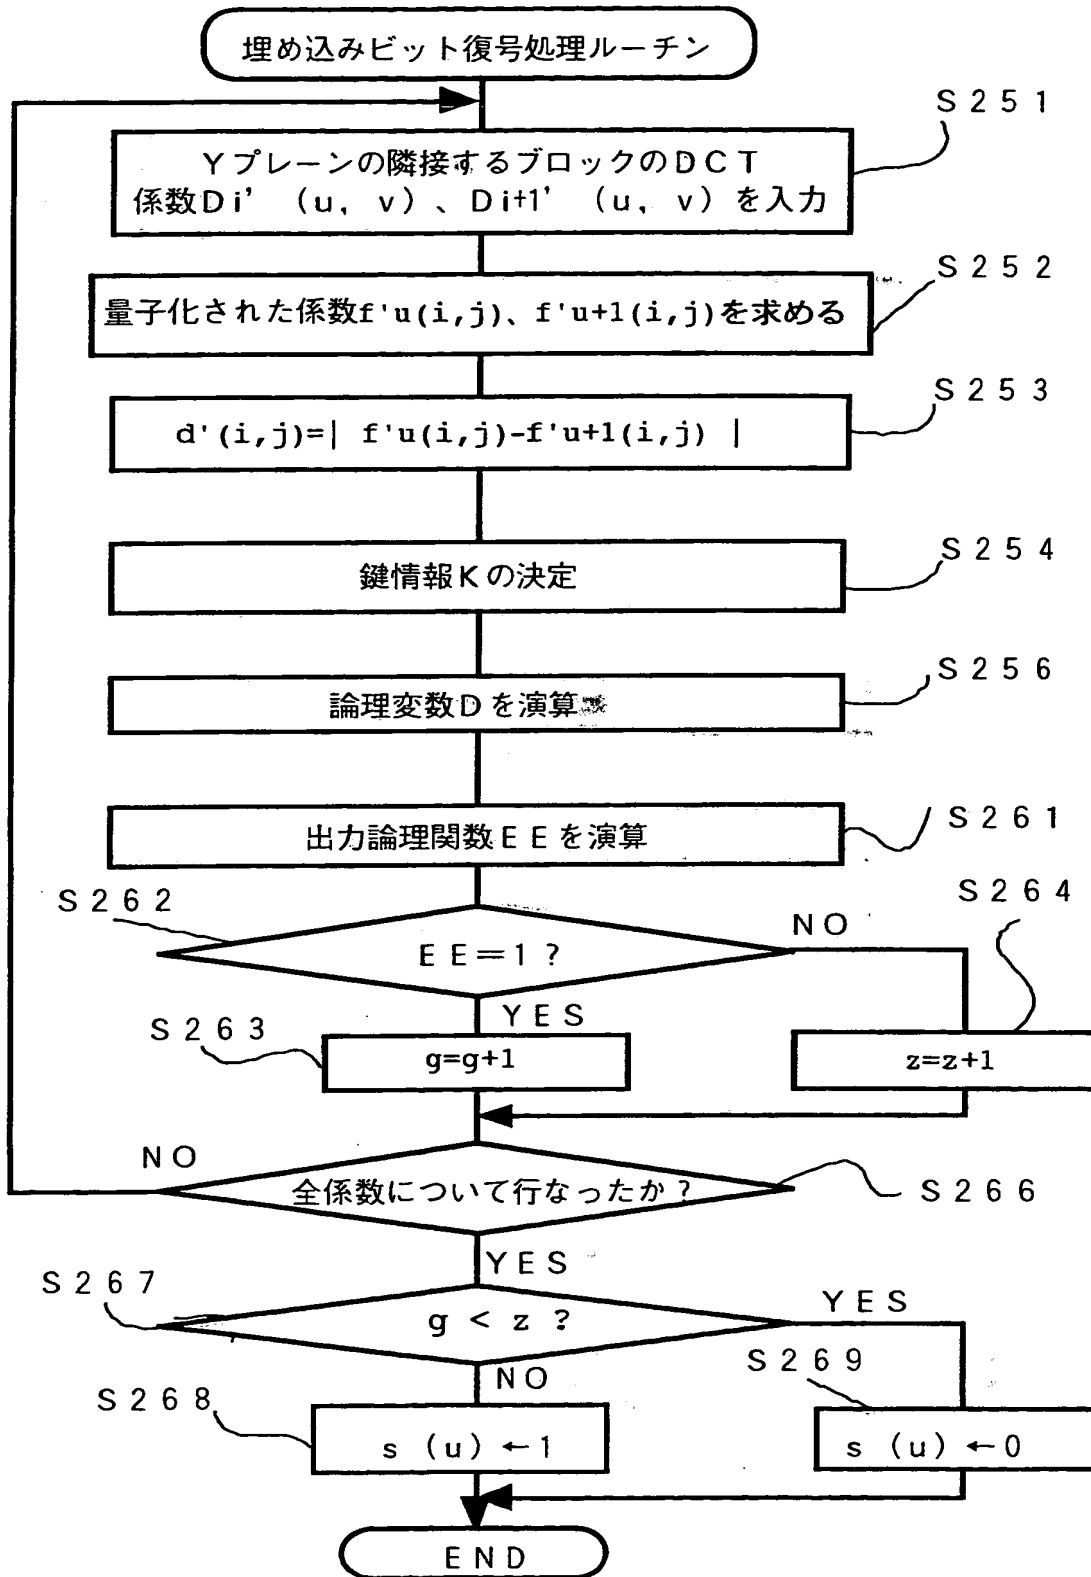 埋め込みビット復号処理ルーチン
S251
Yプレーンの隣接するブロックのDCT
係数Di'(u,v)、Di+1'(u,v)を入力
S252
量子化された係数f'u(i,j)、f'u+1(i,j)を求める
S253
d'(i,j)=| f'u(i,j)-f'u+1(i,j) |
S254
鍵情報Kの決定
S256
論理変数Dを演算
S261
出力論理関数EEを演算
S262
S264
EE=1?
NO
YES
S263
g=g+1
z=z+1
NO
全係数について行なったか?
S266
YES
S267
g < z ?
YES
NO
S269
S268
s(u)←1
s(u)←0
END